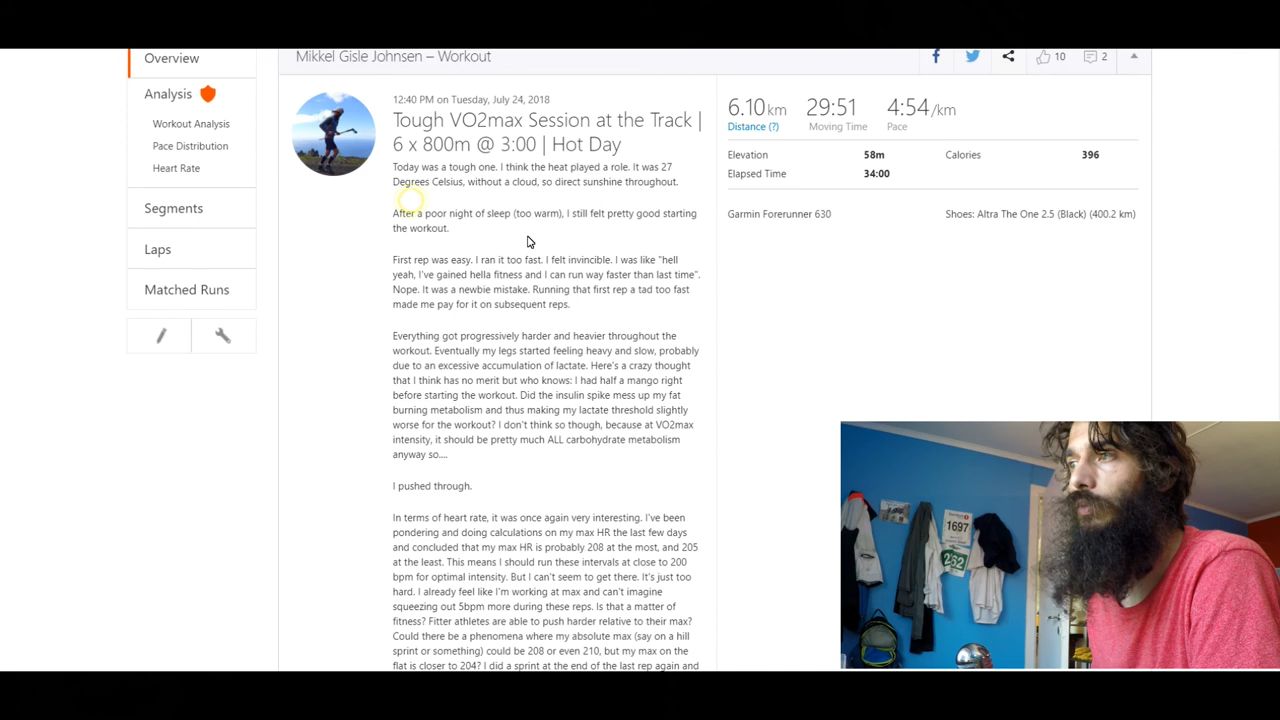 Overview
Analysis
Workout Analysis
Pace Distribution
Heart Rate
Segments
Laps
Matched Runs
Mikkel Gisle Johnsen – Workout
10
2
12:40 PM on Tuesday, July 24, 2018
Tough VO2max Session at the Track |
6 x 800m @ 3:00 | Hot Day
Today was a tough one. I think the heat played a role. It was 27
Degrees Celsius, without a cloud, so direct sunshine throughout.
After a poor night of sleep (too warm), I still felt pretty good starting
the workout.
First rep was easy. I ran it too fast. I felt invincible. I was like "hell
yeah, I've gained hella fitness and I can run way faster than last time".
Nope. It was a newbie mistake. Running that first rep a tad too fast
made me pay for it on subsequent reps.
Everything got progressively harder and heavier throughout the
workout. Eventually my legs started feeling heavy and slow, probably
due to an excessive accumulation of lactate. Here's a crazy thought
that I think has no merit but who knows: I had half a mango right
before starting the workout. Did the insulin spike mess up my fat
burning metabolism and thus making my lactate threshold slightly
worse for the workout? I don't think so though, because at VO2max
intensity, it should be pretty much ALL carbohydrate metabolism
anyway so....
I pushed through.
In terms of heart rate, it was once again very interesting. I've been
pondering and doing calculations on my max HR the last few days
and concluded that my max HR is probably 208 at the most, and 205
at the least. This means I should run these intervals at close to 200
bpm for optimal intensity. But I can't seem to get there. It's just too
hard. I already feel like I'm working at max and can't imagine
squeezing out 5bpm more during these reps. Is that a matter of
fitness? Fitter athletes are able to push harder relative to their max?
Could there be a phenomena where my absolute max (say on a hill
sprint or something) could be 208 or even 210, but my max on the
flat is closer to 204? I did a sprint at the end of the last rep again and
6.10km
29:51
4:54/km
Distance (?)
Moving Time
Pace
Elevation
58m
Calories
396
Elapsed Time
34:00
Garmin Forerunner 630
Shoes: Altra The One 2.5 (Black) (400.2 km)
1697
262